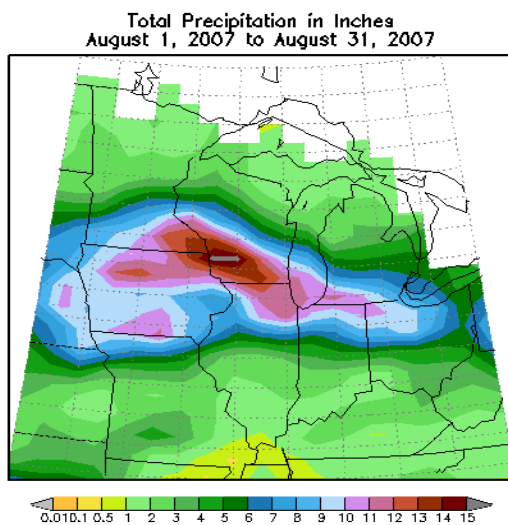 Total Precipitation in Inches
August 1, 2007 to August 31, 2007
0.01 0.1 0.5 1 2 3 4 5 6 7 8 9 10 11 12 13 14 15